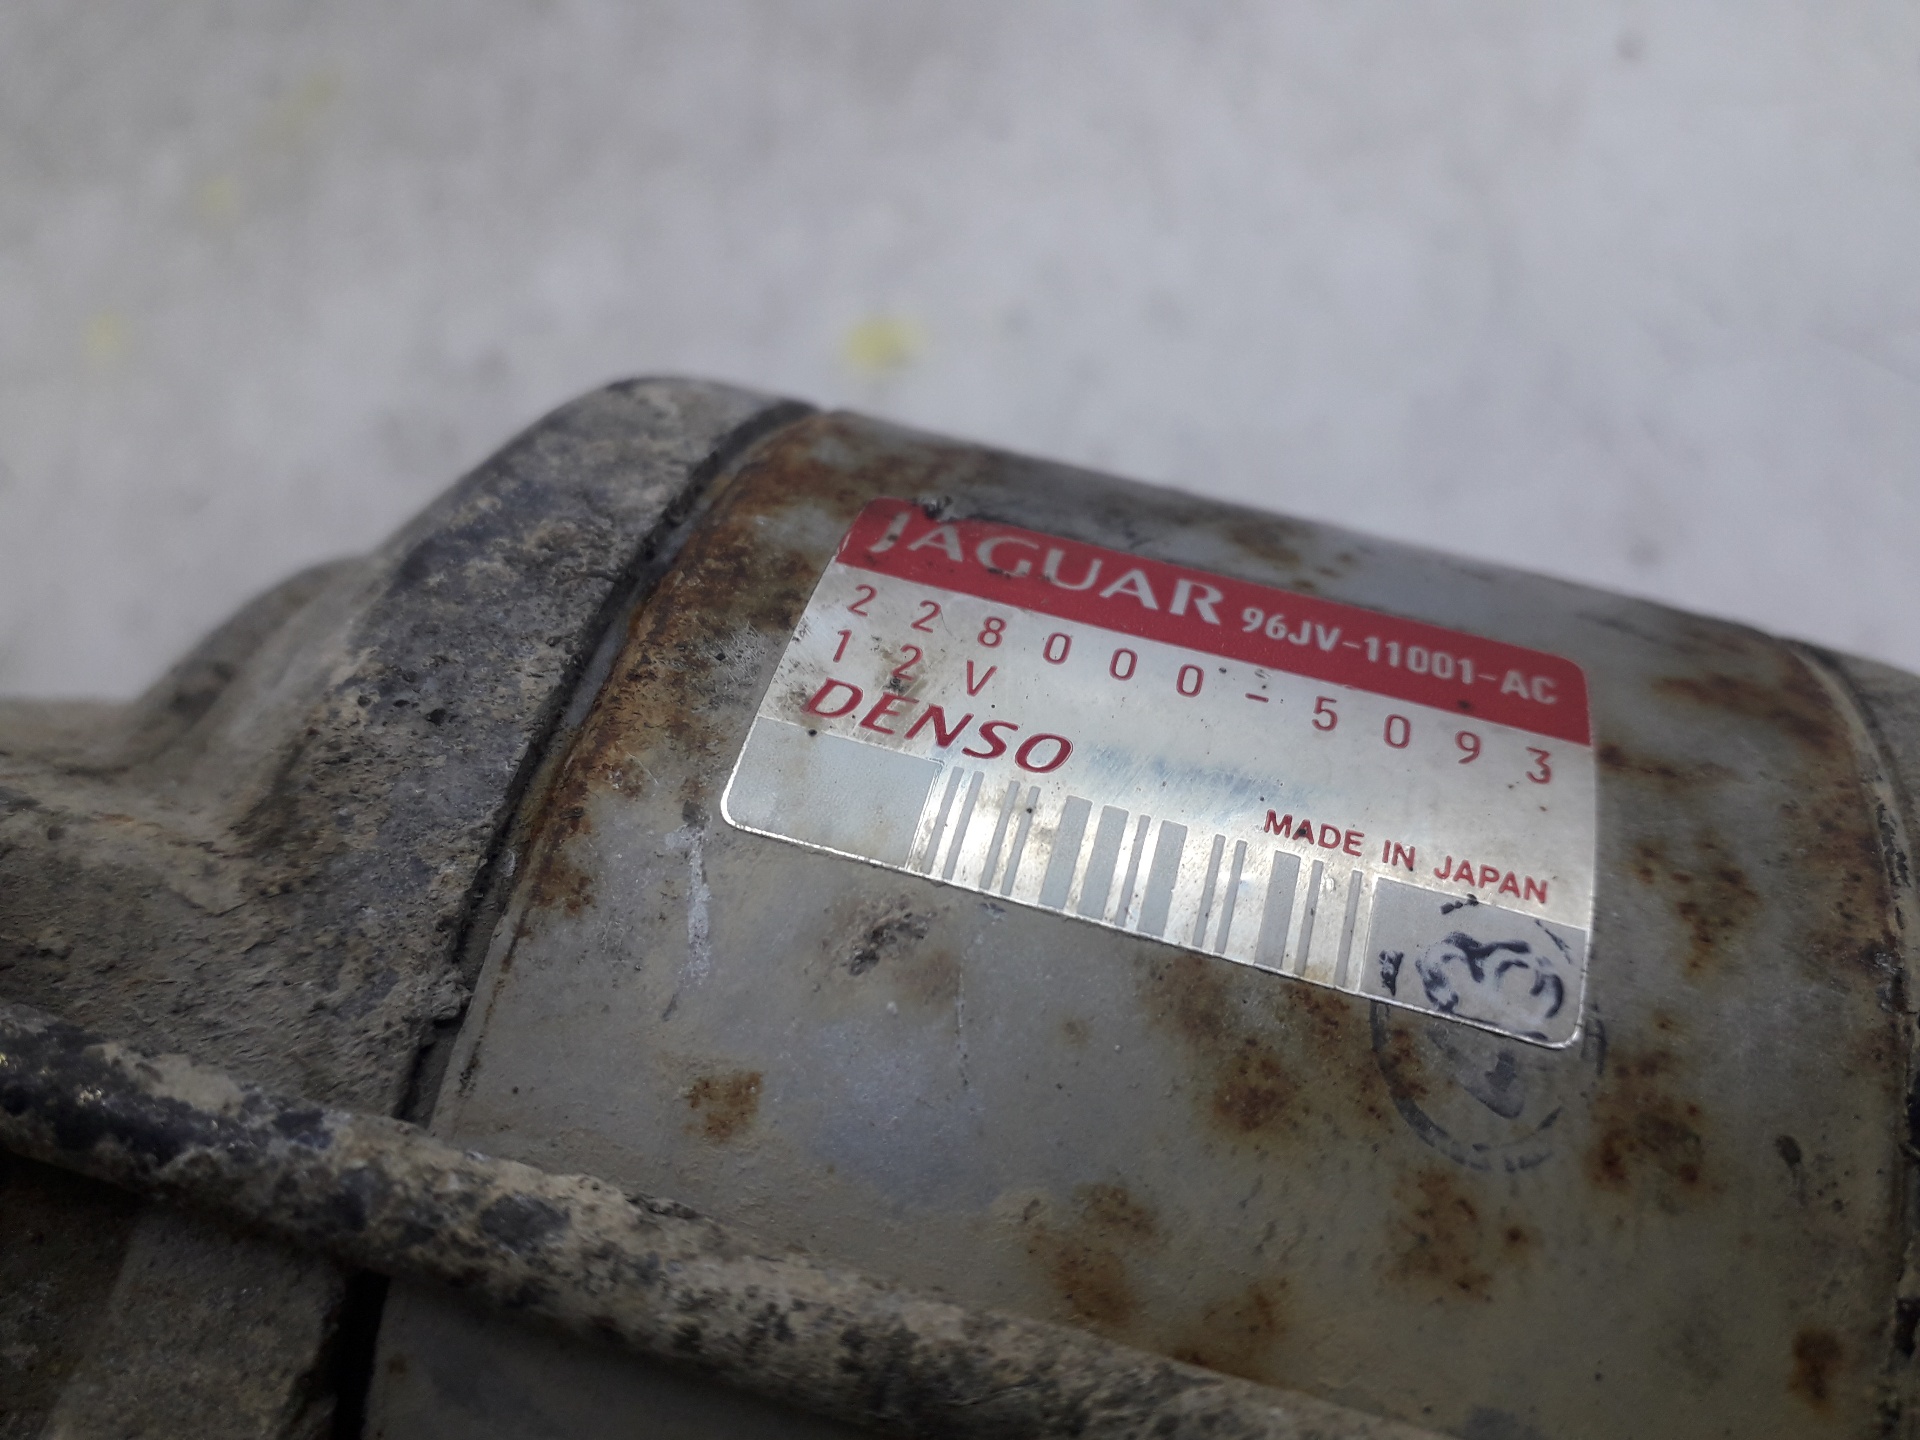 JAGUAR 96JV-11001-AC
228000-5093
12V
DENSO
MADE IN JAPAN